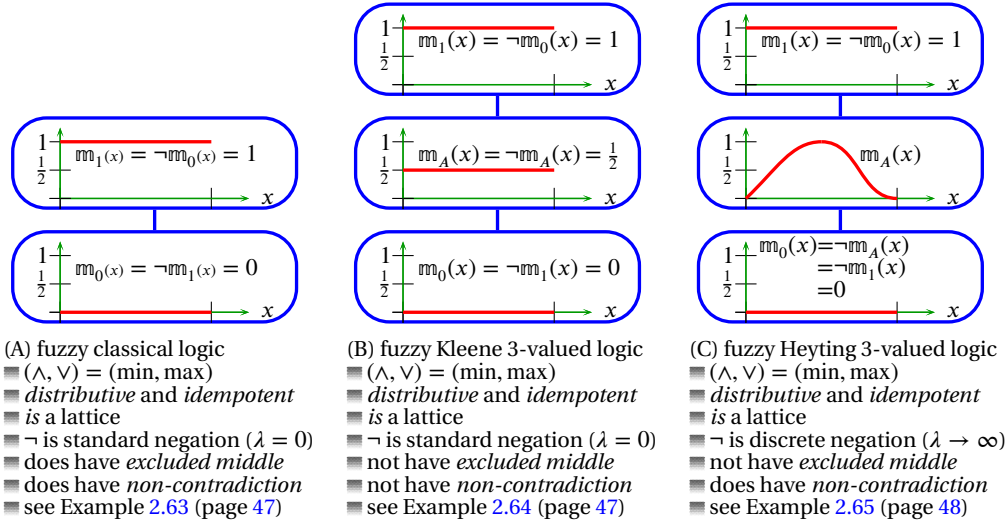 1
1/2
𝕞₁(x) = ¬𝕞₀(x) = 1
x
1
1/2
𝕞₀(x) = ¬𝕞₁(x) = 0
x
(A) fuzzy classical logic
(∧, ∨) = (min, max)
distributive and idempotent
is a lattice
¬ is standard negation (λ = 0)
does have excluded middle
does have non-contradiction
see Example 2.63 (page 47)
1
1/2
𝕞₁(x) = ¬𝕞₀(x) = 1
x
1
1/2
𝕞_A(x) = ¬𝕞_A(x) = 1/2
x
1
1/2
𝕞₀(x) = ¬𝕞₁(x) = 0
x
(B) fuzzy Kleene 3-valued logic
(∧, ∨) = (min, max)
distributive and idempotent
is a lattice
¬ is standard negation (λ = 0)
not have excluded middle
not have non-contradiction
see Example 2.64 (page 47)
1
1/2
𝕞₁(x) = ¬𝕞₀(x) = 1
x
1
1/2
𝕞_A(x)
x
1
1/2
𝕞₀(x)=¬𝕞_A(x)
=¬𝕞₁(x)
=0
x
(C) fuzzy Heyting 3-valued logic
(∧, ∨) = (min, max)
distributive and idempotent
is a lattice
¬ is discrete negation (λ → ∞)
not have excluded middle
does have non-contradiction
see Example 2.65 (page 48)